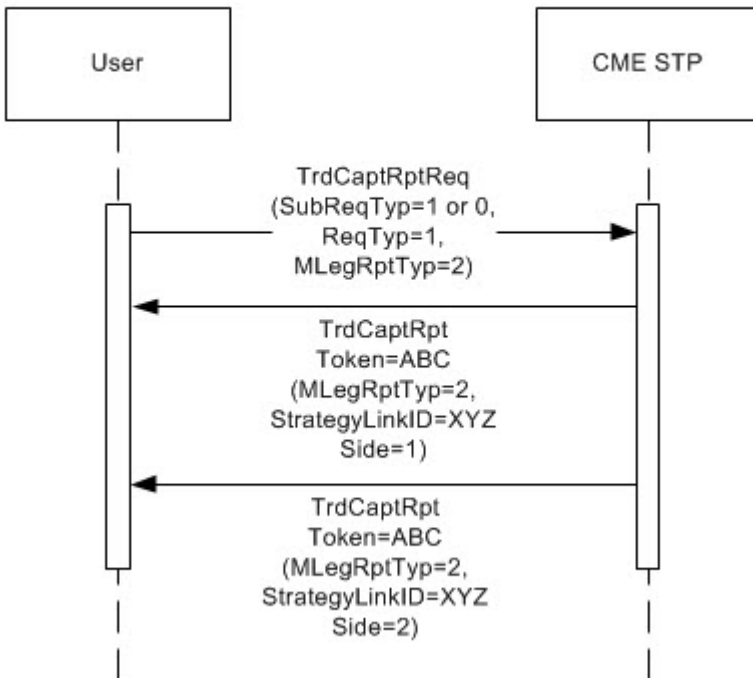 User
CME STP
TrdCaptRptReq
(SubReqTyp=1 or 0,
ReqTyp=1,
MLegRptTyp=2)
TrdCaptRpt
Token=ABC
(MLegRptTyp=2,
StrategyLinkID=XYZ
Side=1)
TrdCaptRpt
Token=ABC
(MLegRptTyp=2,
StrategyLinkID=XYZ
Side=2)